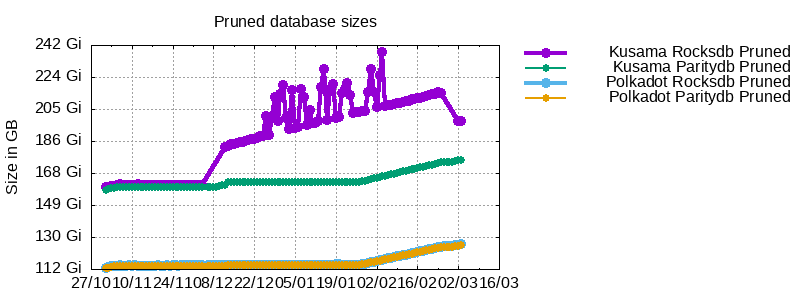 Pruned database sizes
Size in GB
242 Gi
224 Gi
205 Gi
186 Gi
168 Gi
149 Gi
130 Gi
112 Gi
27/10 10/11 24/11 08/12 22/12 05/01 19/01 02/02 16/02 02/03 16/03
Kusama Rocksdb Pruned
Kusama Paritydb Pruned
Polkadot Rocksdb Pruned
Polkadot Paritydb Pruned